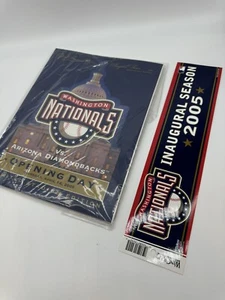 WASHINGTON
NATIONALS
VS.
ARIZONA DIAMONDBACKS
OPENING DAY
WASHINGTON
NATIONALS
INAUGURAL SEASON
2005